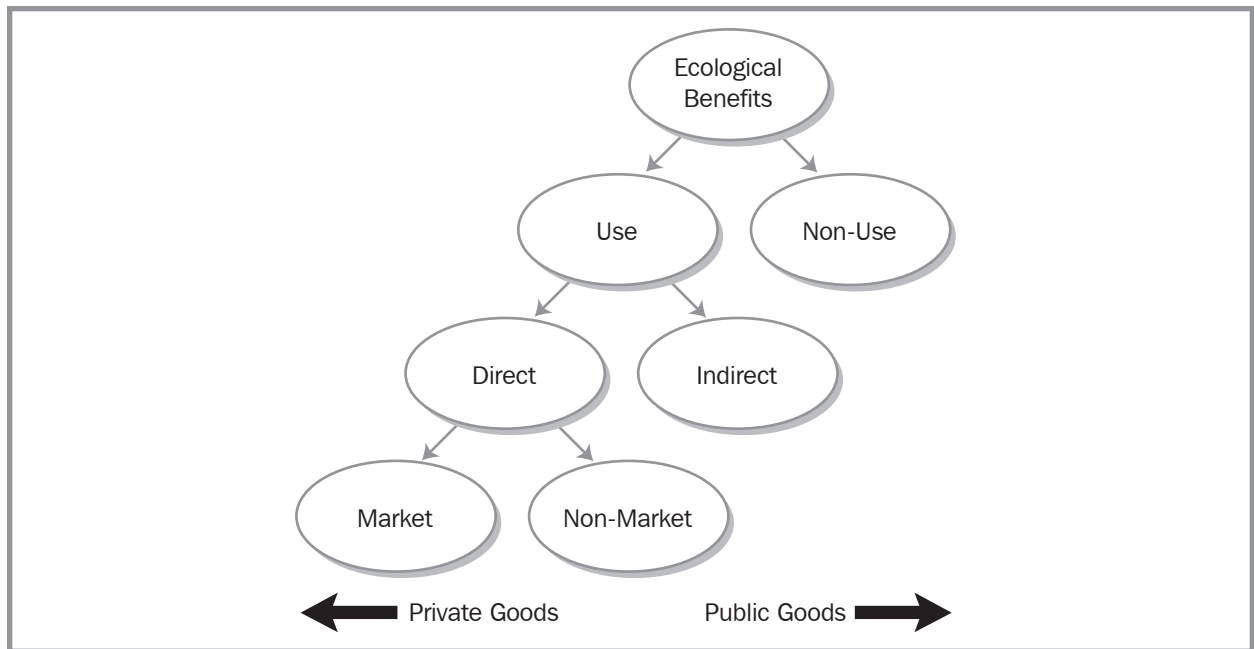 Ecological
Benefits
Use
Non-Use
Direct
Indirect
Market
Non-Market
Private Goods
Public Goods